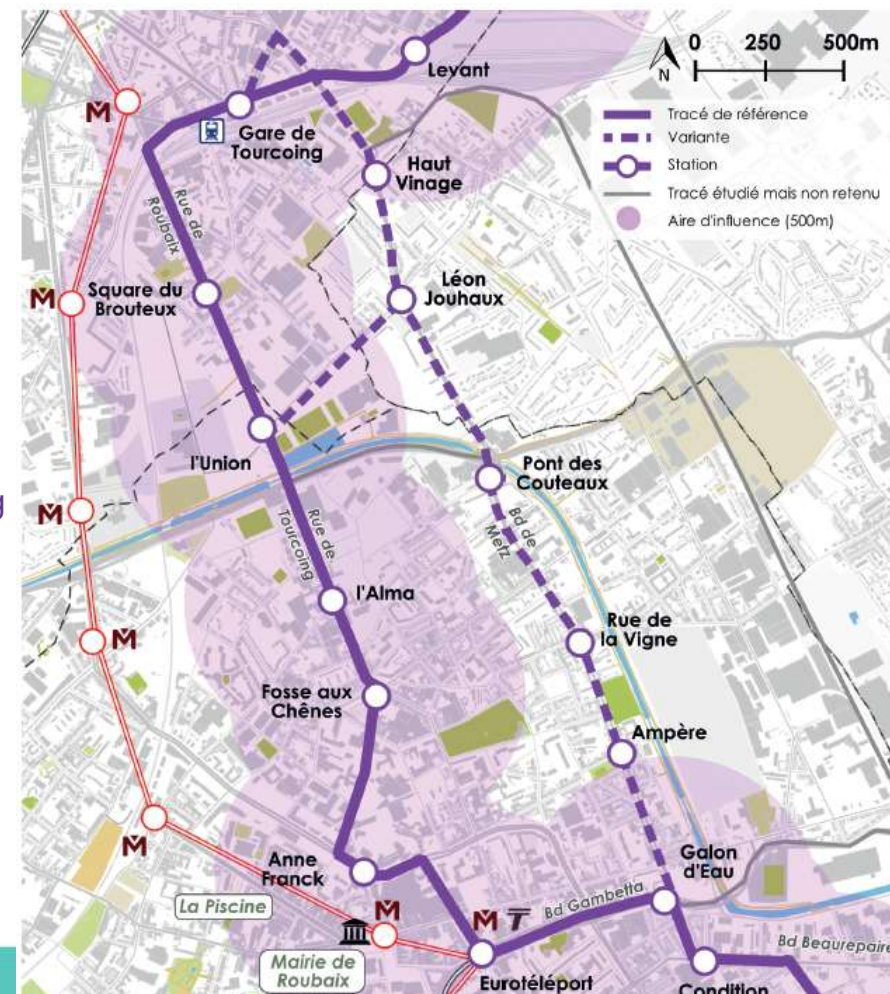 Levant
0 250 500m
N
Tracé de référence
Variante
Station
Tracé étudié mais non retenu
Aire d'influence (500m)
M
Gare de
Tourcoing
Haut
Vinage
Rue de
Roubaix
M
Square du
Brouteux
Léon
Jouhaux
l'Union
Pont des
Couteaux
g
M
Rue de
Tourcoing
Bd de
Metz
l'Alma
Rue de
la Vigne
M
Fosse aux
Chênes
Ampère
M
Anne
Franck
Galon
d'Eau
La Piscine
Bd Gambetta
M
M T
Mairie de
Roubaix
Bd Beaurepaire
Eurotéléport
Condition